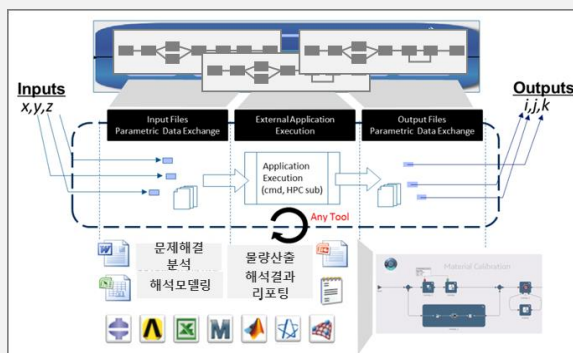 Inputs
x,y,z
Outputs
i,j,k
Input Files
Parametric Data Exchange
External Application
Execution
Output Files
Parametric Data Exchange
Application
Execution
(cmd, HPC sub)
Any Tool
문제해결
분석
해석모델링
물량산출
해석결과
리포팅
Material Calibration